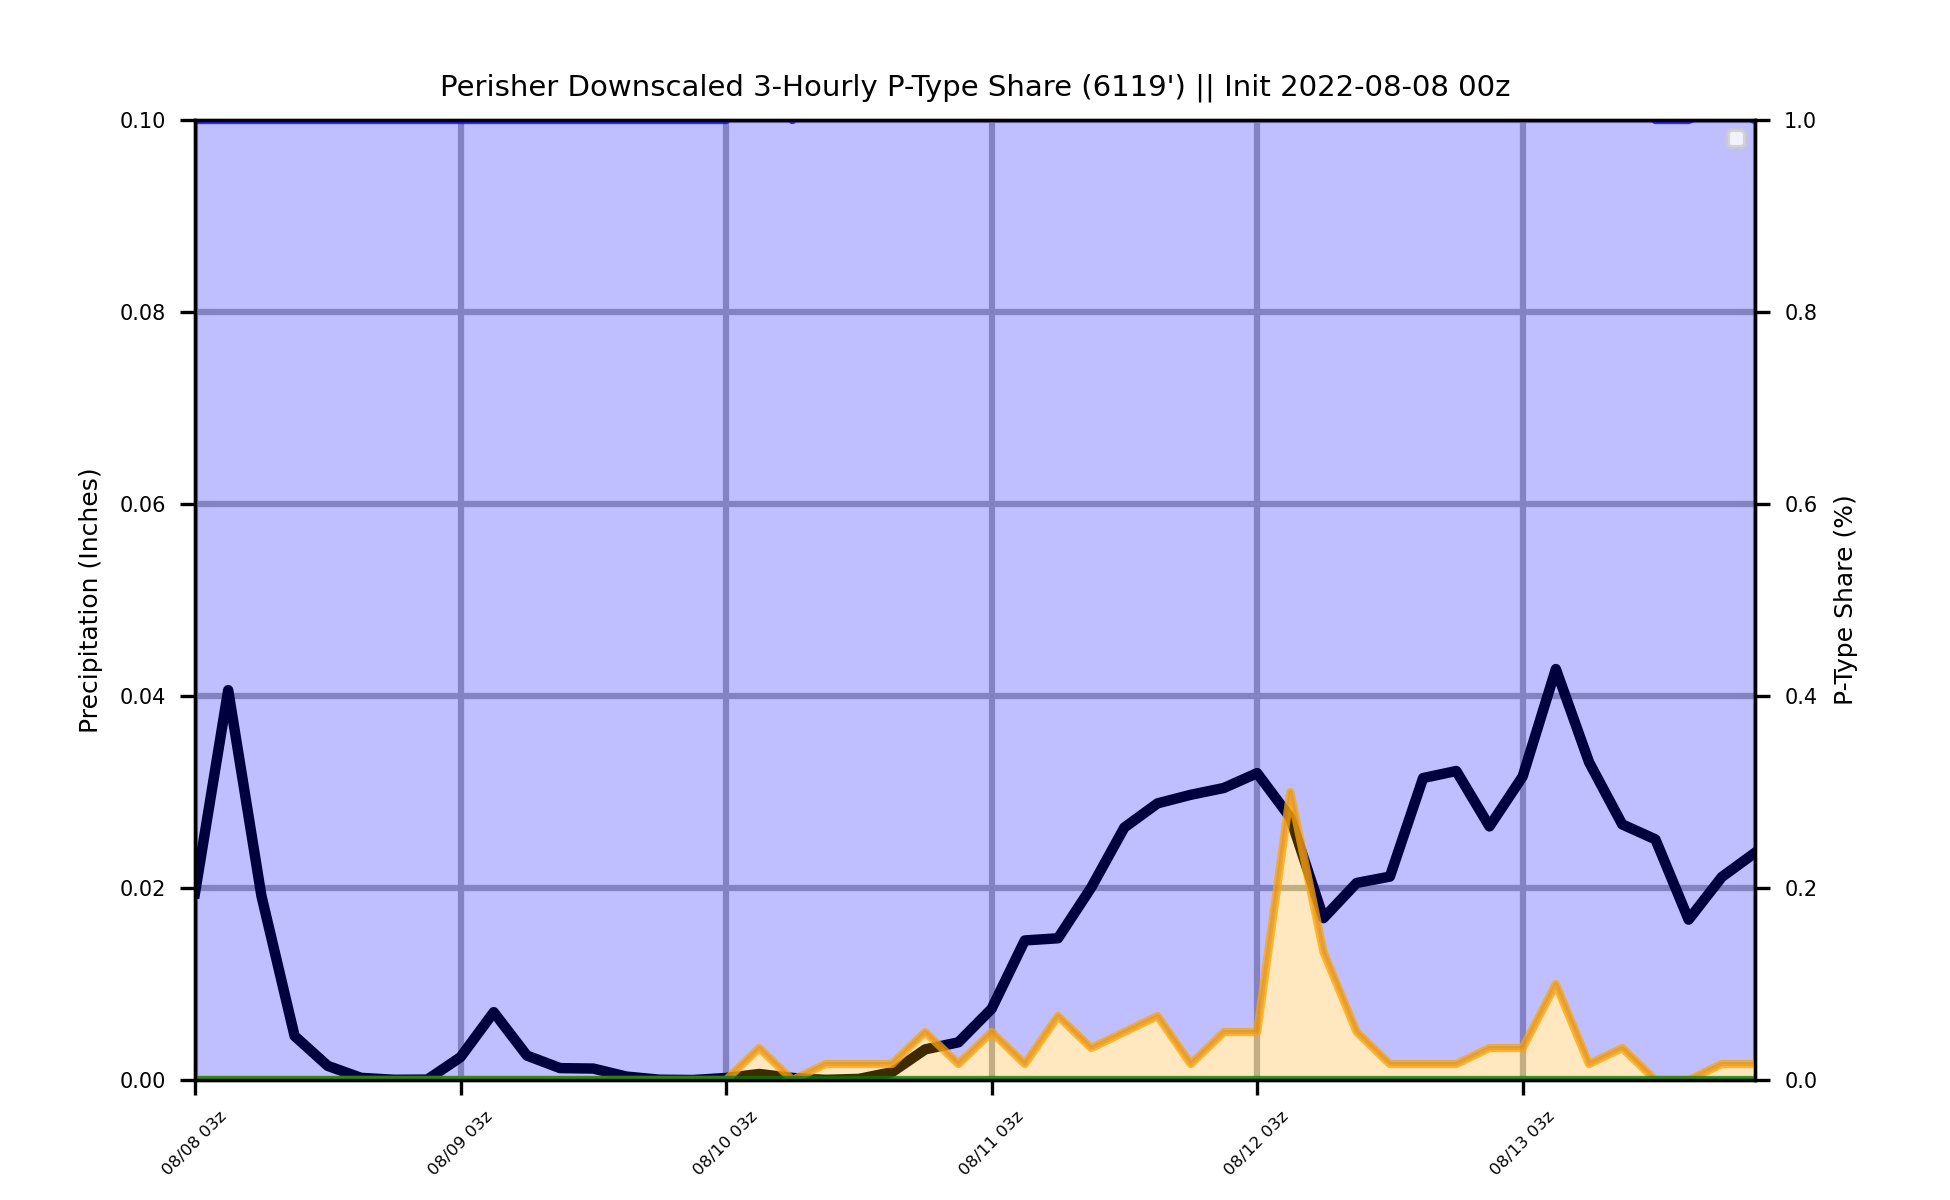 Perisher Downscaled 3-Hourly P-Type Share (6119') || Init 2022-08-08 00z
0.10
0.08
0.06
0.04
0.02
0.00
Precipitation (Inches)
1.0
0.8
0.6
0.4
0.2
0.0
P-Type Share (%)
08/08 03z
08/09 03z
08/10 03z
08/11 03z
08/12 03z
08/13 03z